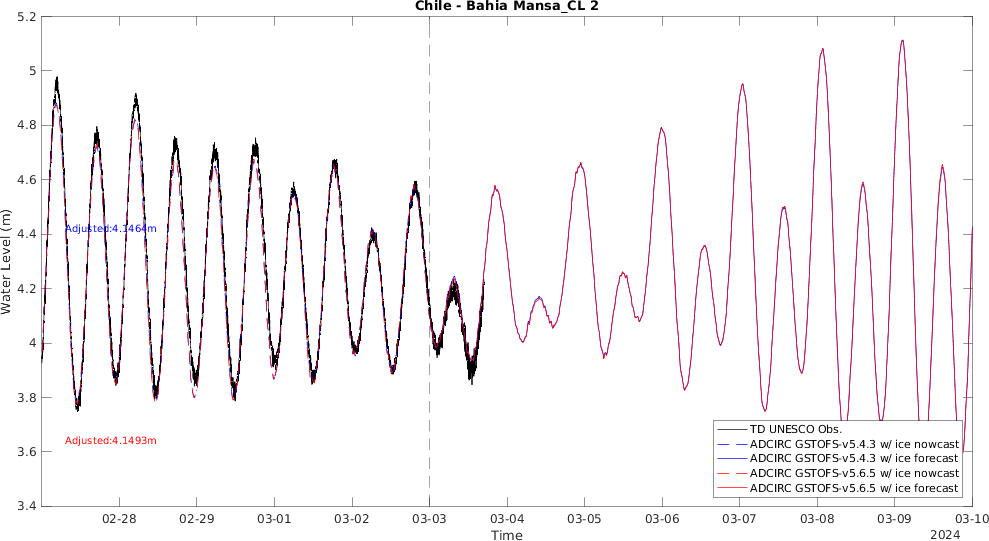 Chile - Bahia Mansa_CL 2
5.2
5
4.8
4.6
4.4
4.2
4
3.8
3.6
3.4
Water Level (m)
Adjusted:4.1464m
Adjusted:4.1493m
TD UNESCO Obs.
ADCIRC GSTOFS-v5.4.3 w/ ice nowcast
ADCIRC GSTOFS-v5.4.3 w/ ice forecast
ADCIRC GSTOFS-v5.6.5 w/ ice nowcast
ADCIRC GSTOFS-v5.6.5 w/ ice forecast
02-28 02-29 03-01 03-02 03-03 03-04 03-05 03-06 03-07 03-08 03-09 03-10
Time
2024